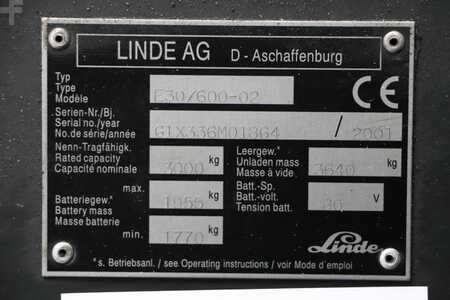 LINDE AG D - Aschaffenburg
Typ
Type
Modèle E30/600-02
CE
Serien-Nr./Bj.
Serial no./year
No. de série/année G1X336M01864 / 2001
Nenn-Tragfähigk.
Rated capacity
Capacité nominale 3000 kg
Leergew.*
Unladen mass
Masse à vide 3640 kg
max.
Batteriegew.*
Battery mass
Masse batterie
1955 kg
min. 1770 kg
Batt.-Sp.
Batt.-volt.
Tension batt. 80 V
Linde
*s. Betriebsanl. / see Operating instructions / voir Mode d'emploi